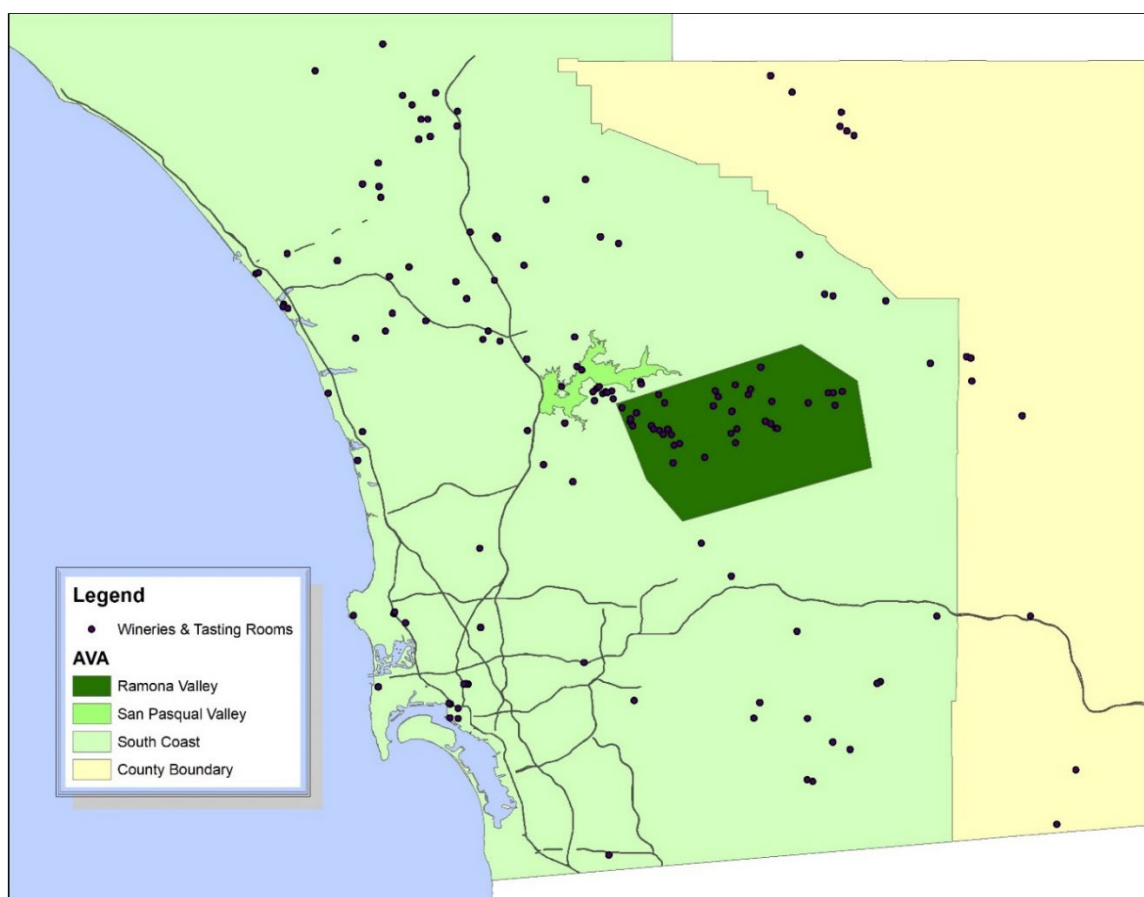 Legend
Wineries & Tasting Rooms
AVA
Ramona Valley
San Pasqual Valley
South Coast
County Boundary